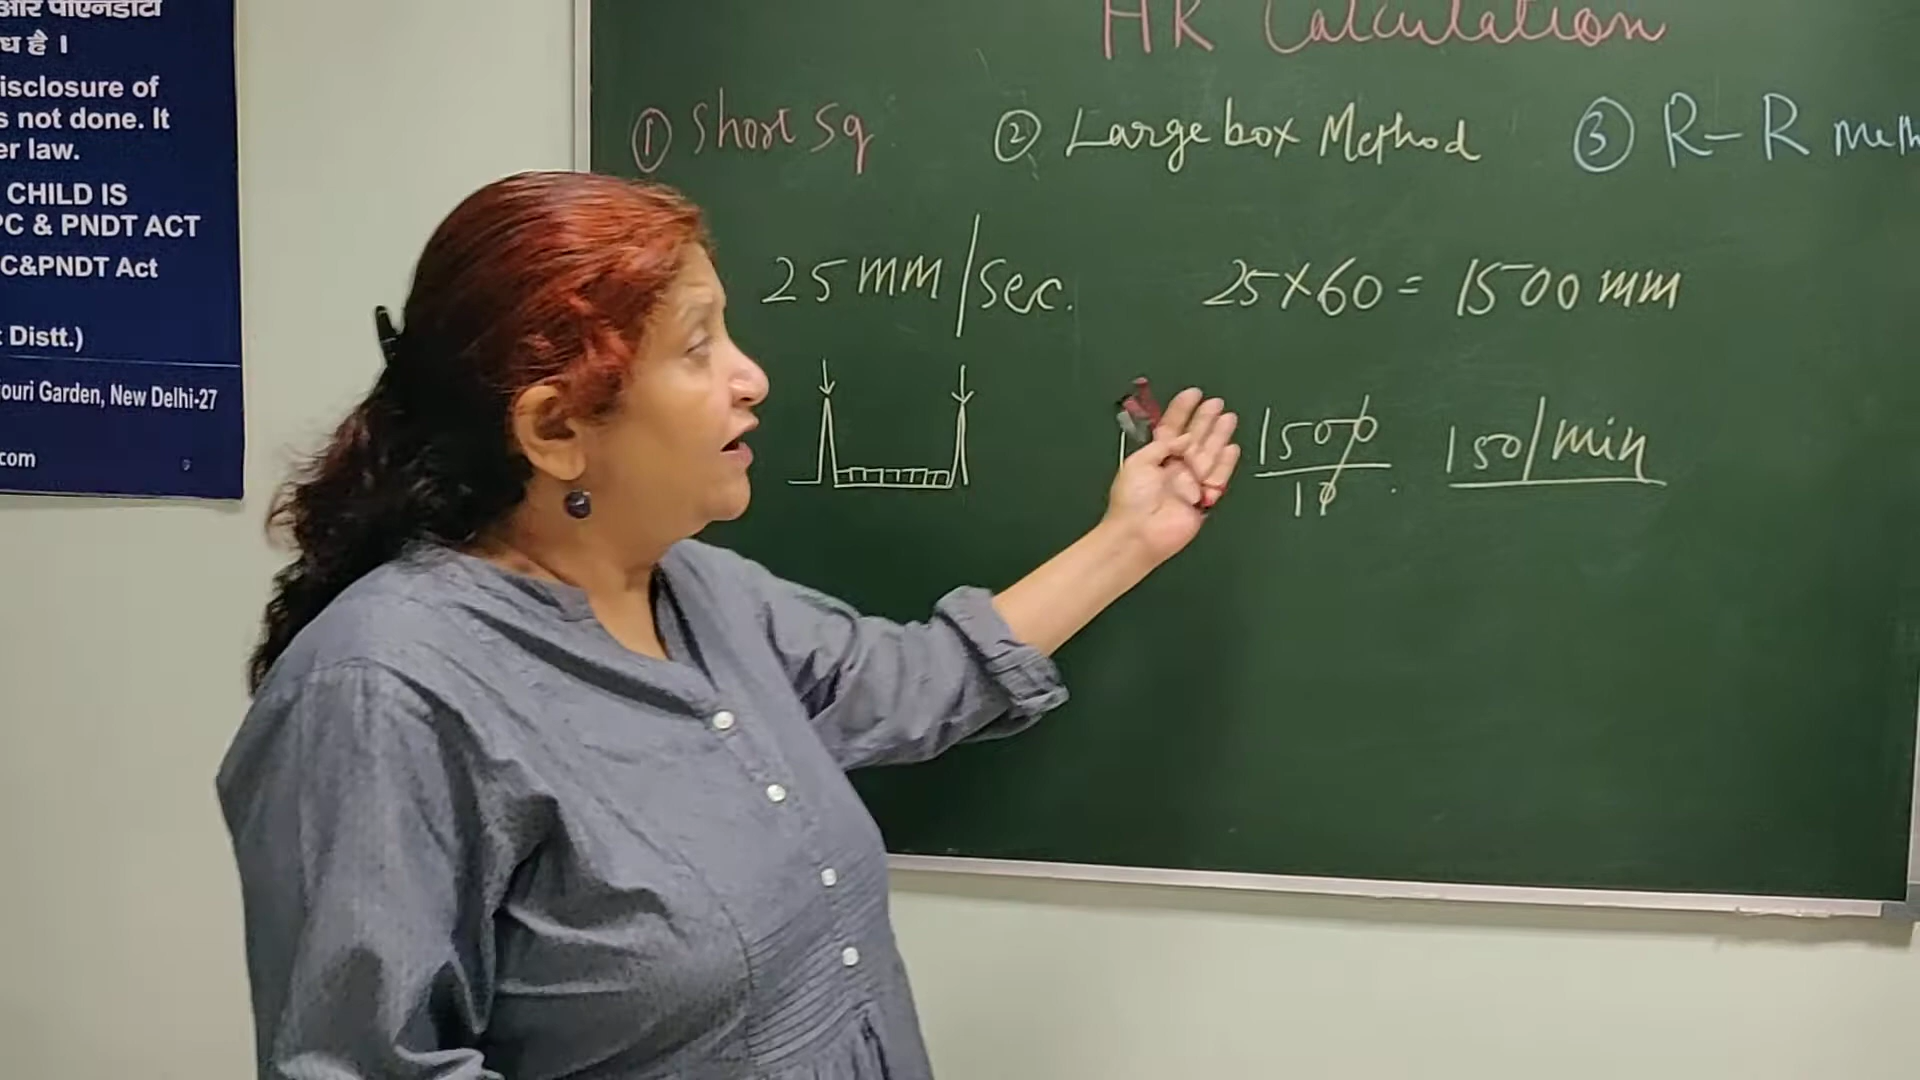 और पीएनडीटी
है ।
isclosure of
s not done. It
er law.
CHILD IS
PC & PNDT ACT
C&PNDT Act
t Distt.)
ouri Garden, New Delhi-27
com
HR Calculation
① Short Sq ② Large box Method ③ R-R Meth
25 mm/Sec. 25×60 = 1500 mm
1500 150/min
10